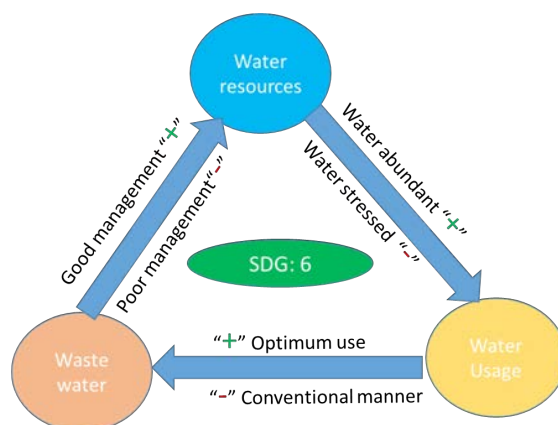 Water
resources
Good management “+”
Poor management“-”
Water abundant “+”
Water stressed “-”
SDG: 6
Waste
water
“+” Optimum use
“-” Conventional manner
Water
Usage